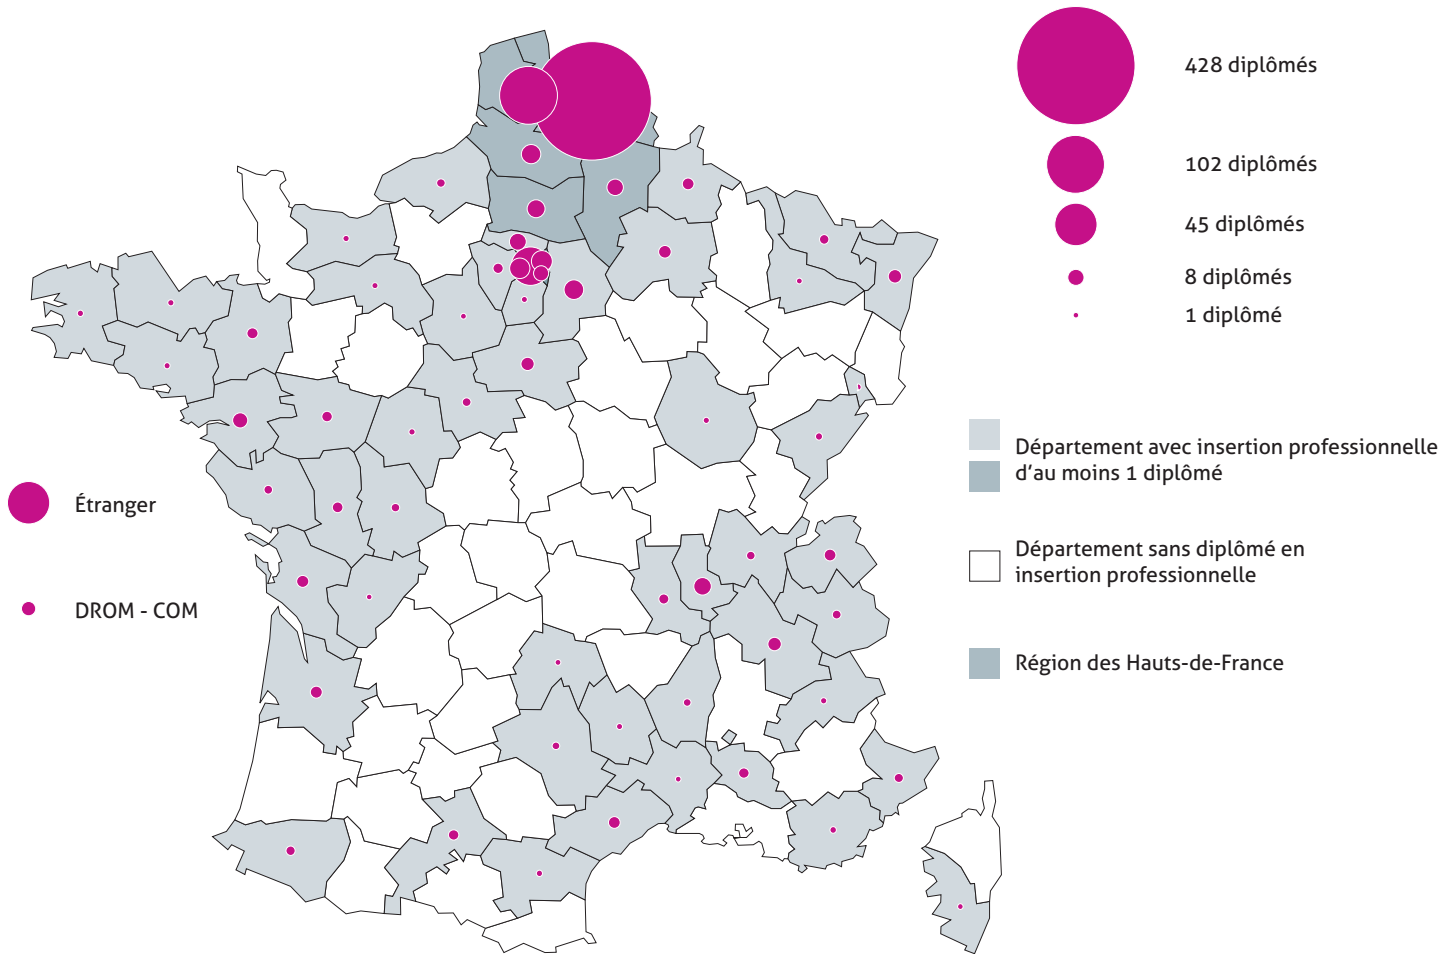 428 diplômés
102 diplômés
45 diplômés
8 diplômés
1 diplômé
Département avec insertion professionnelle
d'au moins 1 diplômé
Étranger
Département sans diplômé en
insertion professionnelle
DROM - COM
Région des Hauts-de-France